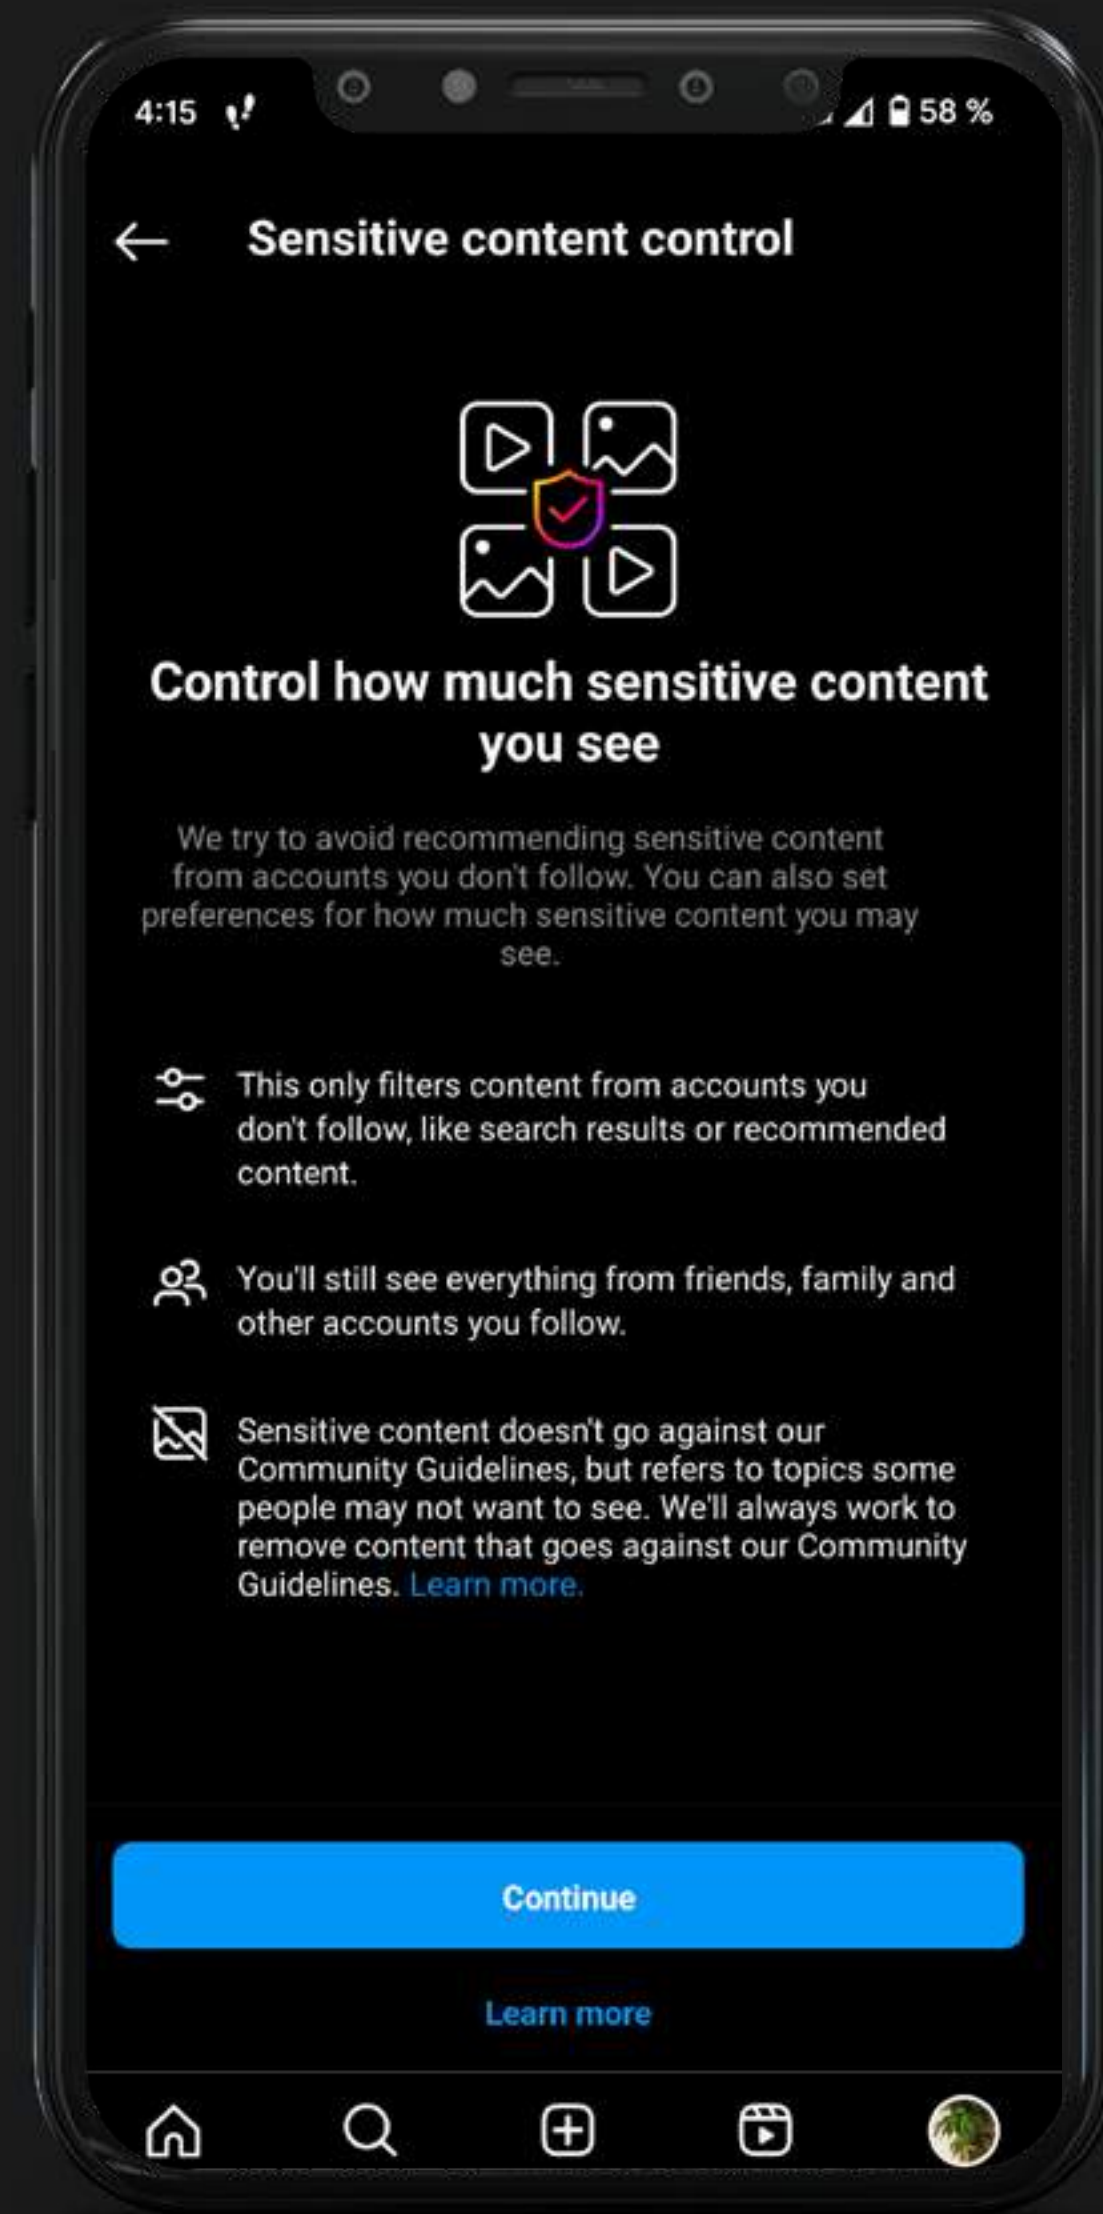 4:15 58 %
Sensitive content control
Control how much sensitive content
you see
We try to avoid recommending sensitive content
from accounts you don't follow. You can also set
preferences for how much sensitive content you may
see.
This only filters content from accounts you
don't follow, like search results or recommended
content.
You'll still see everything from friends, family and
other accounts you follow.
Sensitive content doesn't go against our
Community Guidelines, but refers to topics some
people may not want to see. We'll always work to
remove content that goes against our Community
Guidelines. Learn more.
Continue
Learn more